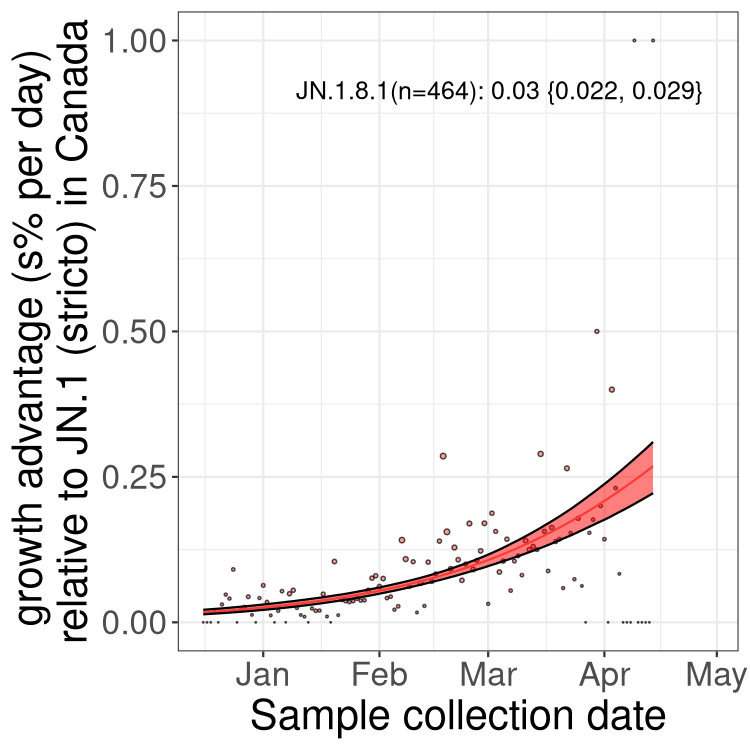 growth advantage (s% per day)
relative to JN.1 (stricto) in Canada
1.00
0.75
0.50
0.25
0.00
JN.1.8.1(n=464): 0.03 {0.022, 0.029}
Jan Feb Mar Apr May
Sample collection date